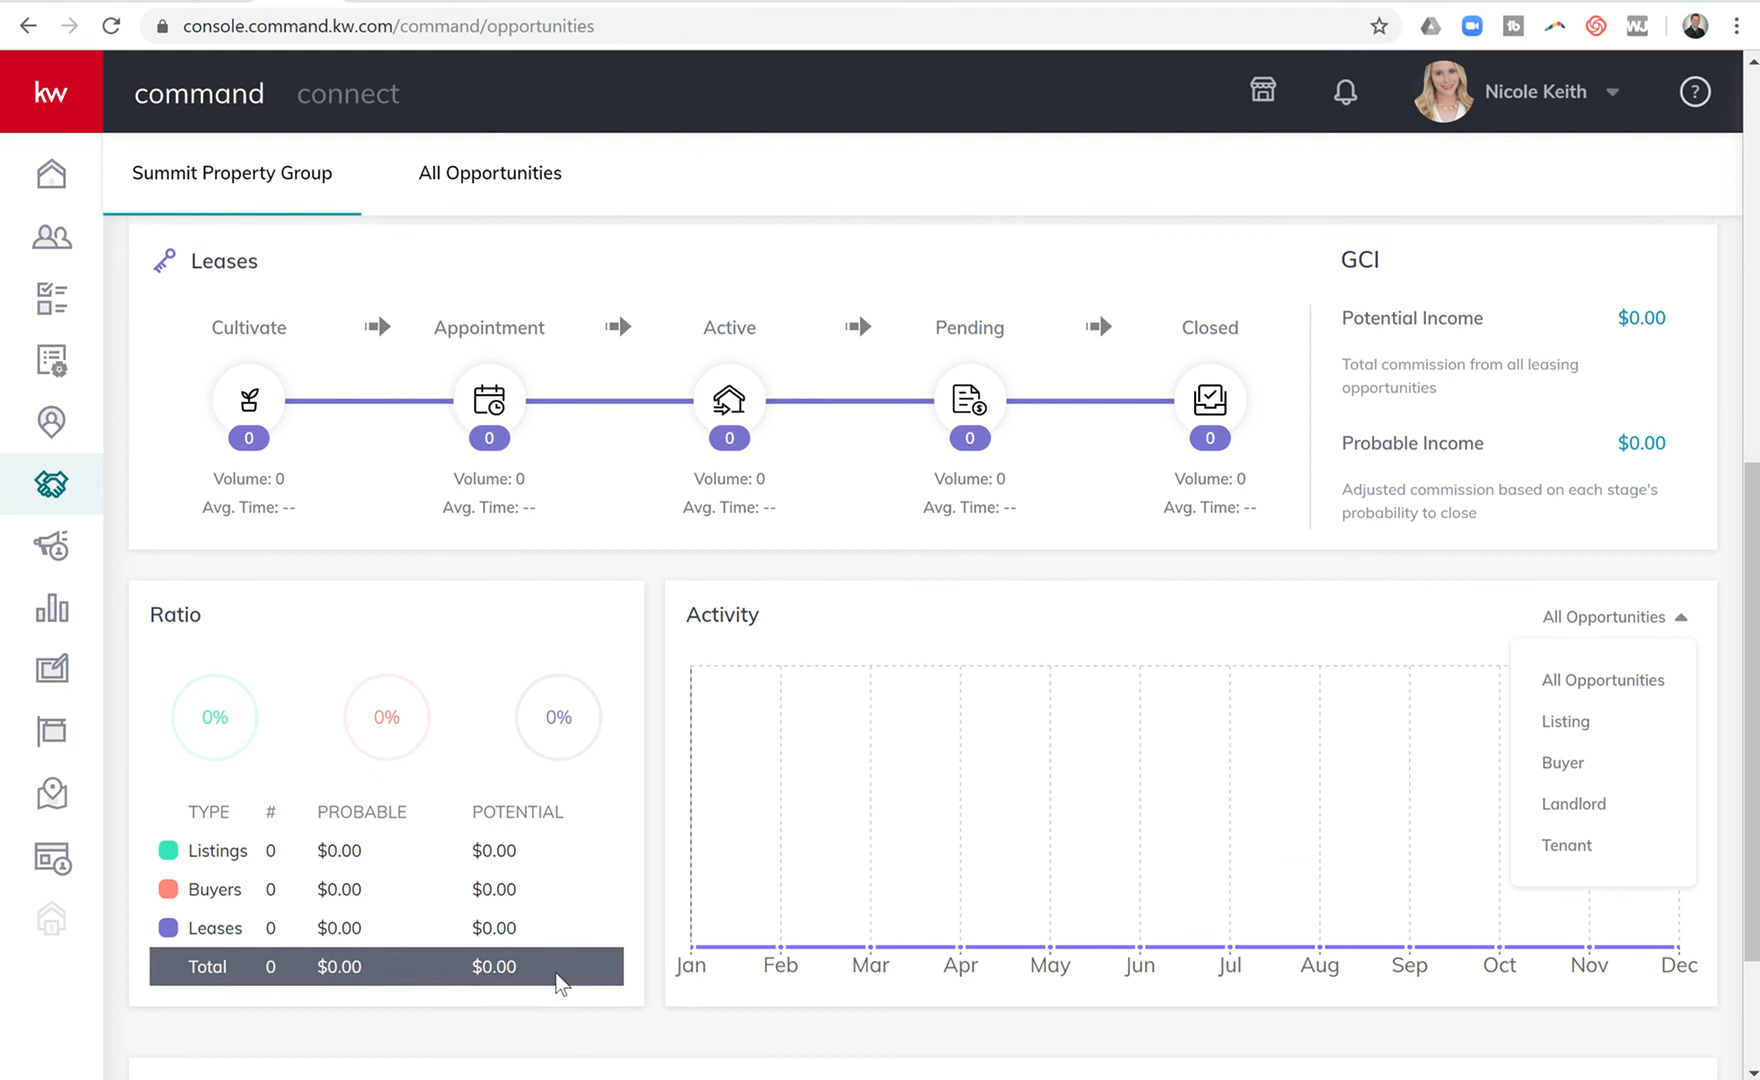 console.command.kw.com/command/opportunities
kw
command
connect
Nicole Keith
?
Summit Property Group
All Opportunities
Leases
Cultivate
Appointment
Active
Pending
Closed
0
0
0
0
0
Volume: 0
Volume: 0
Volume: 0
Volume: 0
Volume: 0
Avg. Time: --
Avg. Time: --
Avg. Time: --
Avg. Time: --
Avg. Time: --
GCI
Potential Income $0.00
Total commission from all leasing
opportunities
Probable Income $0.00
Adjusted commission based on each stage's
probability to close
Ratio
0%
0%
0%
TYPE # PROBABLE POTENTIAL
Listings 0 $0.00 $0.00
Buyers 0 $0.00 $0.00
Leases 0 $0.00 $0.00
Total 0 $0.00 $0.00
Activity
All Opportunities
All Opportunities
Listing
Buyer
Landlord
Tenant
Jan Feb Mar Apr May Jun Jul Aug Sep Oct Nov Dec